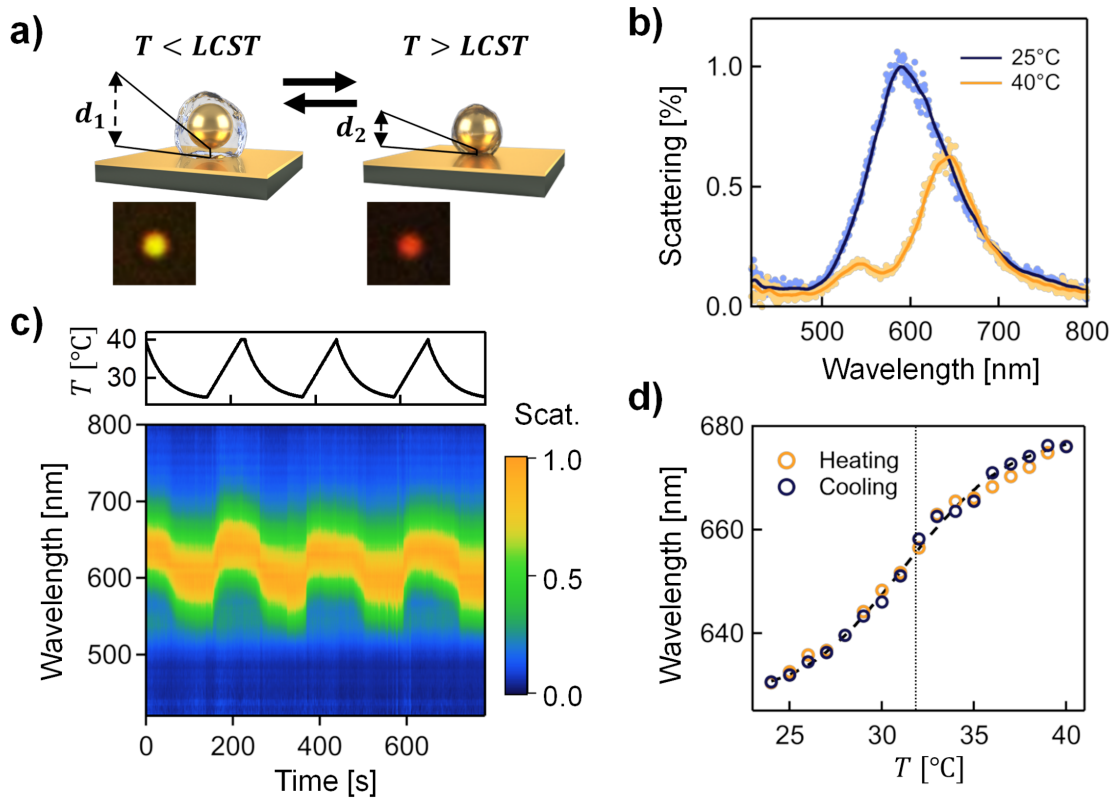 a)
T < LCST
T > LCST
d₁
d₂
b)
1.0
0.5
0.0
Scattering [%]
25°C
40°C
500
600
700
800
Wavelength [nm]
c)
T [°C]
40
30
Scat.
1.0
0.5
0.0
Wavelength [nm]
800
700
600
500
0
200
400
600
Time [s]
d)
Wavelength [nm]
680
660
640
Heating
Cooling
25
30
35
40
T [°C]